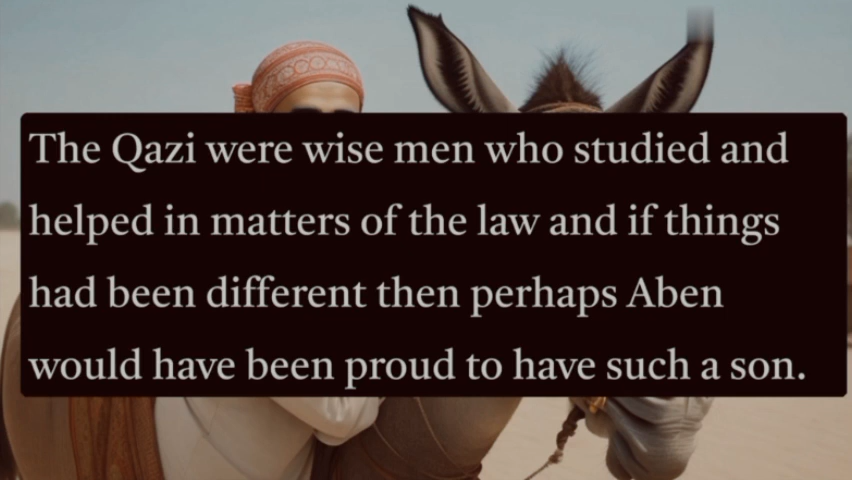 The Qazi were wise men who studied and
helped in matters of the law and if things
had been different then perhaps Aben
would have been proud to have such a son.